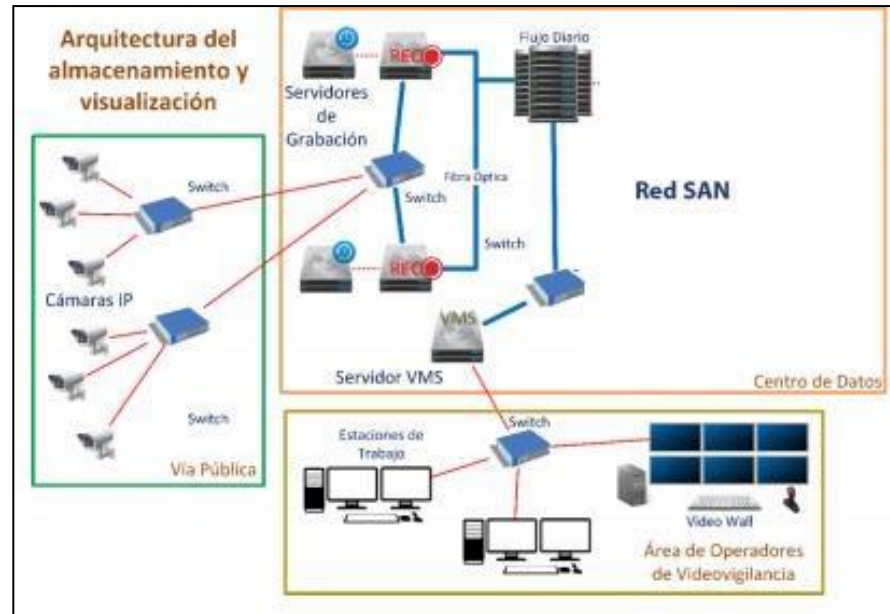 Arquitectura del
almacenamiento y
visualización
Flujo Diario
REC
Servidores
de
Grabación
Switch
Fibra Optica
Switch
Red SAN
Switch
REC
Cámaras IP
VMS
Servidor VMS
Centro de Datos
Switch
Vía Pública
Switch
Estaciones de
Trabajo
Video Wall
Área de Operadores
de Videovigilancia